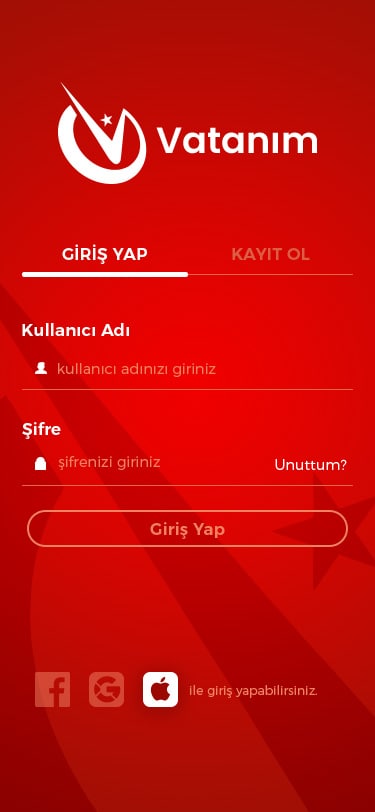 Vatanım
GİRİŞ YAP
KAYIT OL
Kullanıcı Adı
kullanıcı adınızı giriniz
Şifre
şifrenizi giriniz
Unuttum?
Giriş Yap
ile giriş yapabilirsiniz.